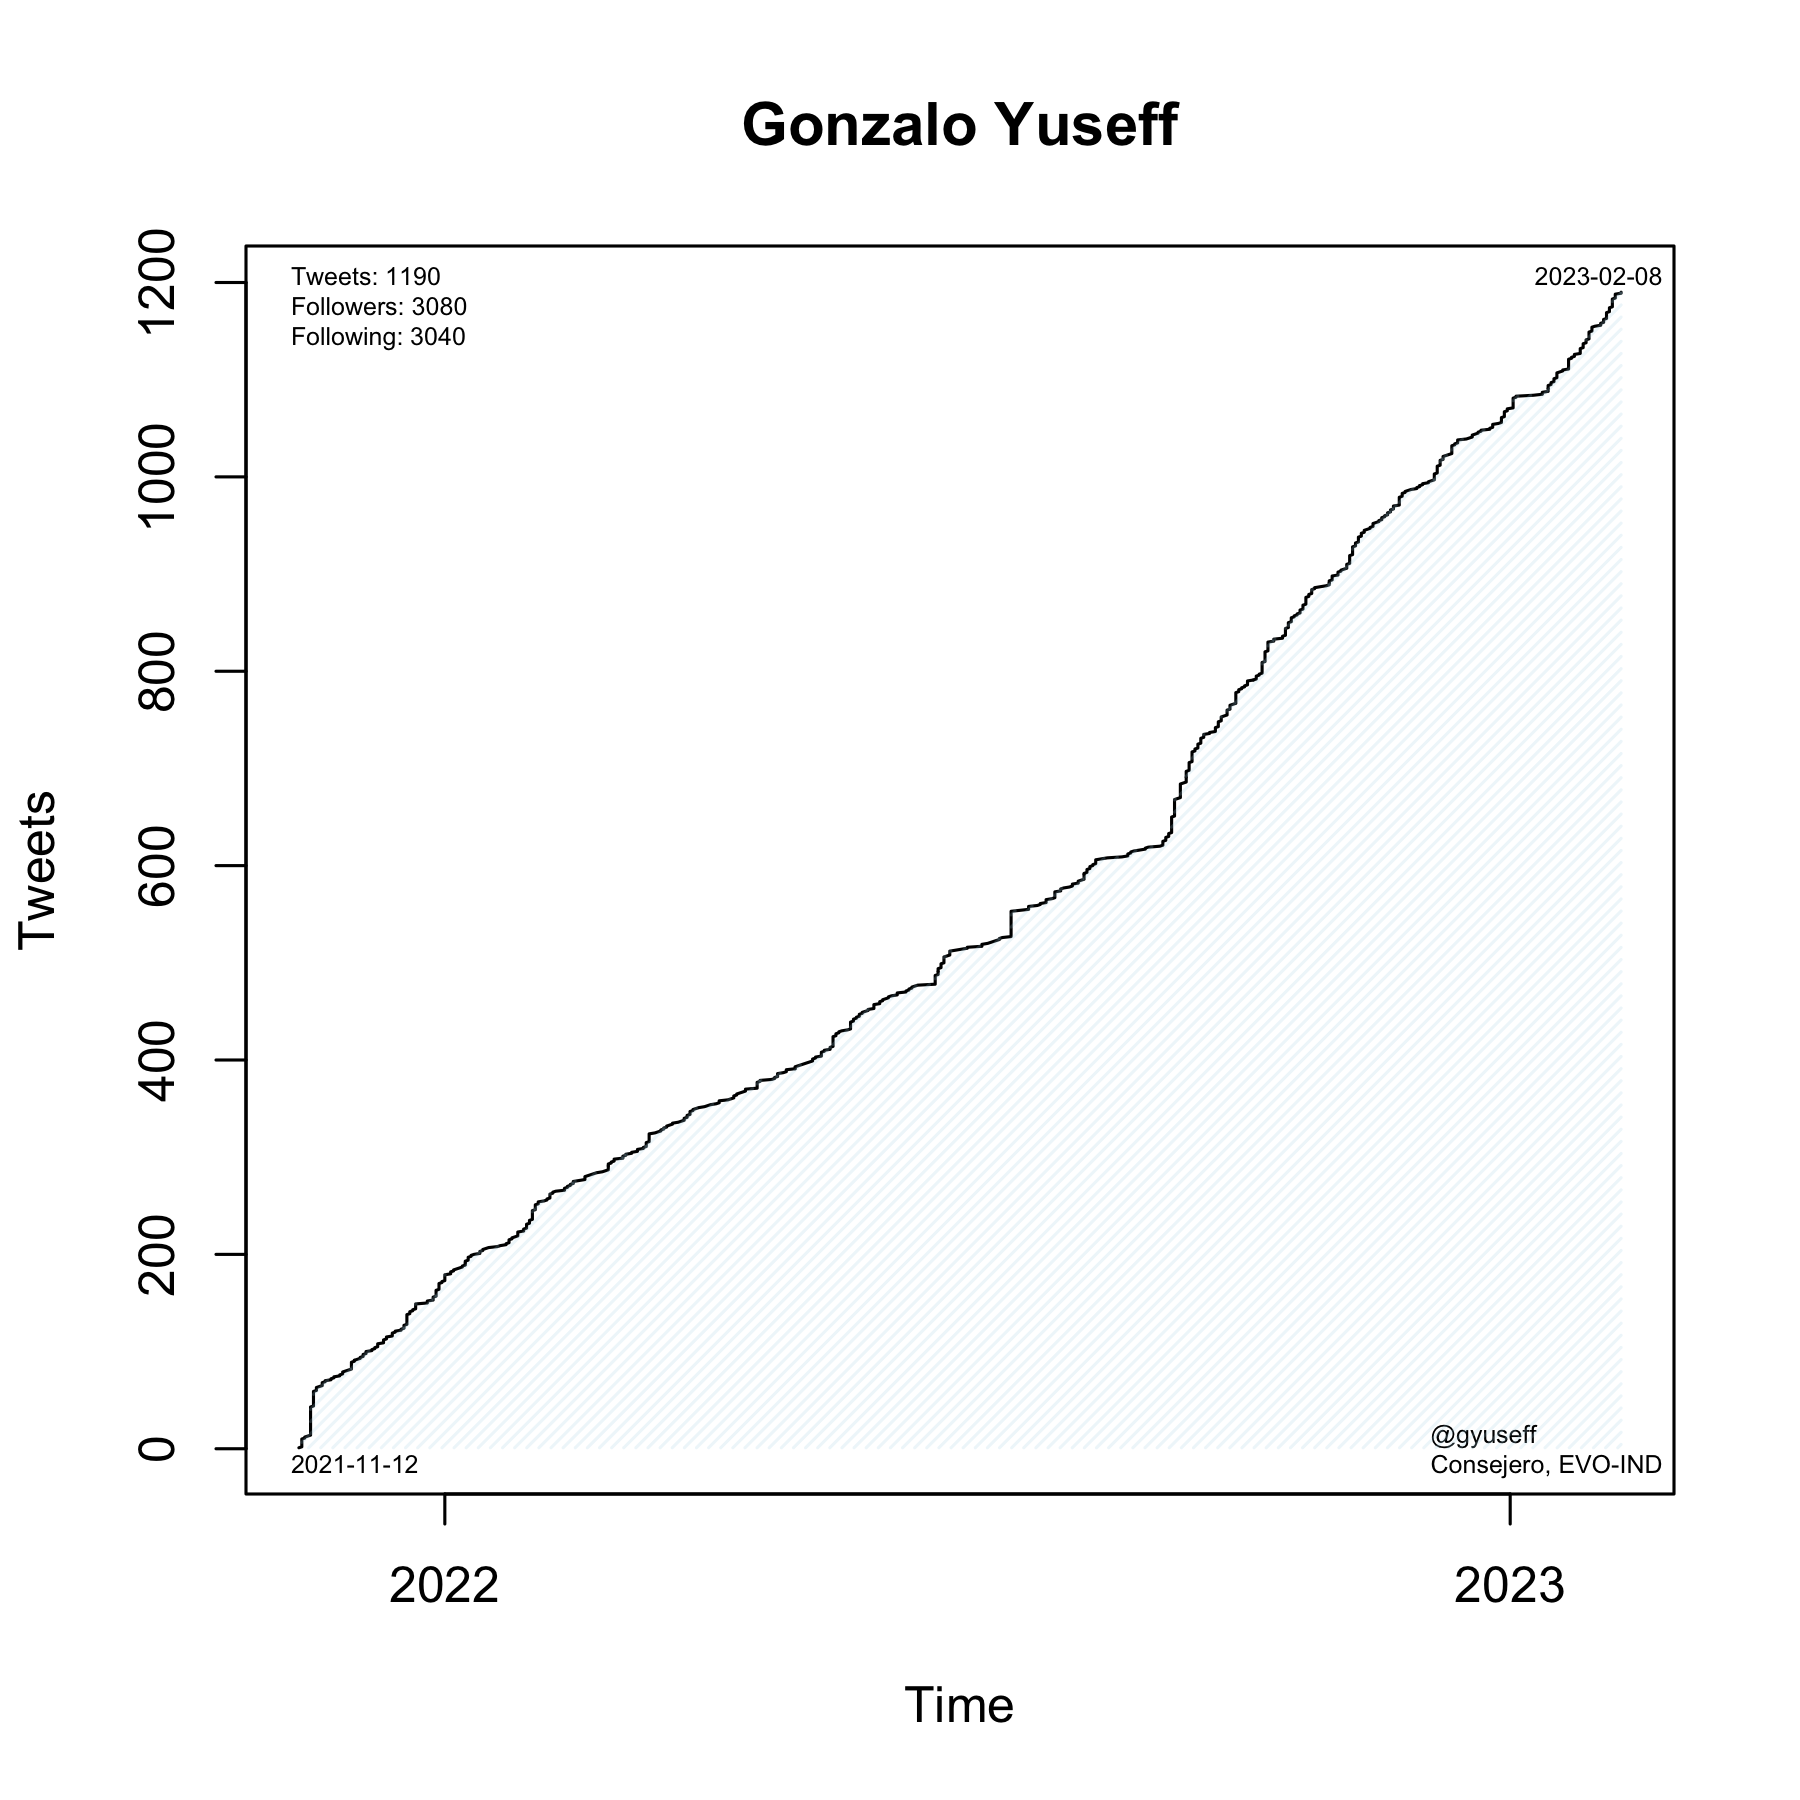 Gonzalo Yuseff
Tweets: 1190
Followers: 3080
Following: 3040
2023-02-08
1200
1000
800
600
400
200
0
Tweets
@gyuseff
Consejero, EVO-IND
2021-11-12
2022
2023
Time